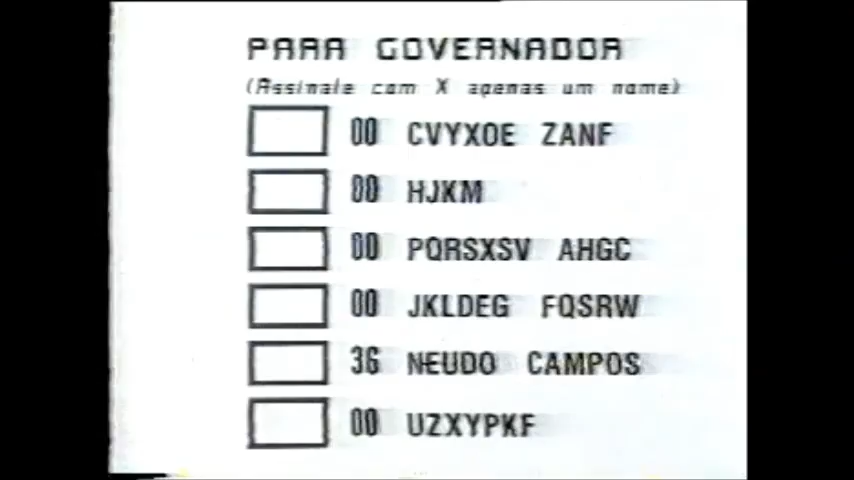 PARA GOVERNADOR
(Assinale com X apenas um nome)
00 CVYXOE ZANF
00 HJKM
00 PQRSXSV AHGC
00 JKLDEG FQSRW
36 NEUDO CAMPOS
00 UZXYPKF